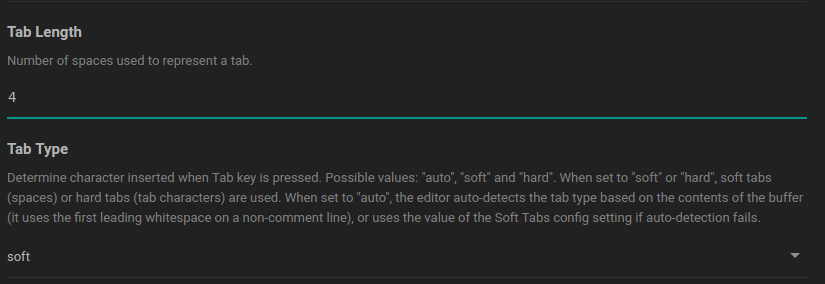 Tab Length
Number of spaces used to represent a tab.
4
Tab Type
Determine character inserted when Tab key is pressed. Possible values: "auto", "soft" and "hard". When set to "soft" or "hard", soft tabs
(spaces) or hard tabs (tab characters) are used. When set to "auto", the editor auto-detects the tab type based on the contents of the buffer
(it uses the first leading whitespace on a non-comment line), or uses the value of the Soft Tabs config setting if auto-detection fails.
soft